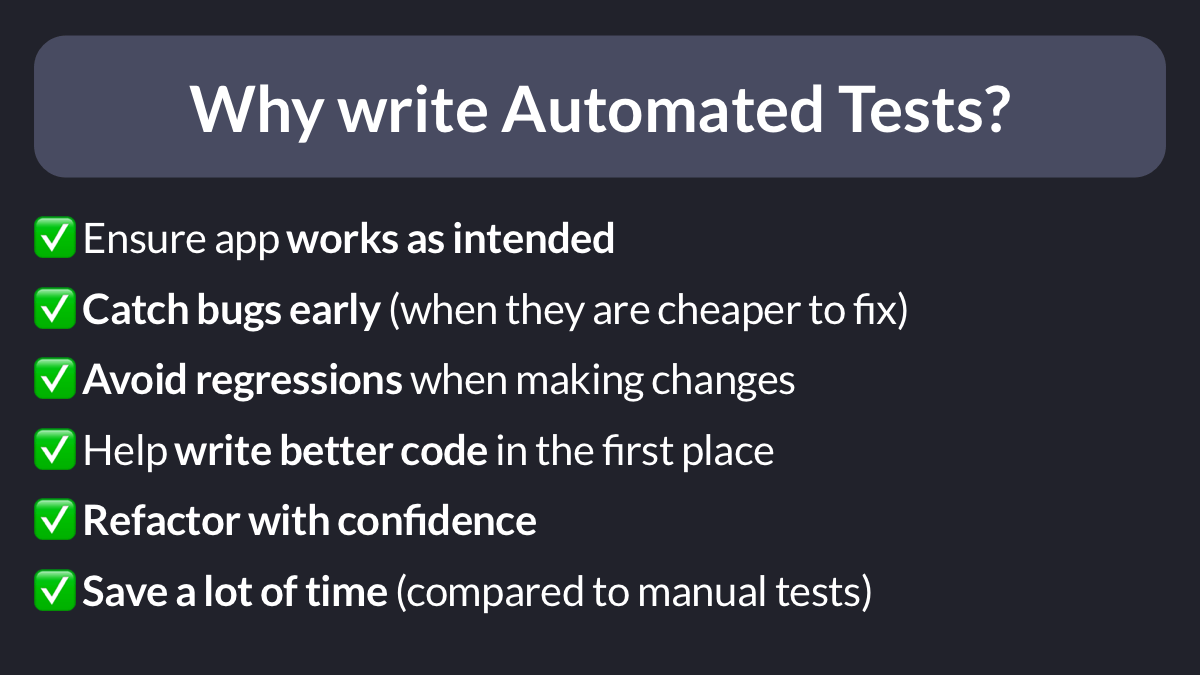 Why write Automated Tests?
✅ Ensure app works as intended
✅ Catch bugs early (when they are cheaper to fix)
✅ Avoid regressions when making changes
✅ Help write better code in the first place
✅ Refactor with confidence
✅ Save a lot of time (compared to manual tests)